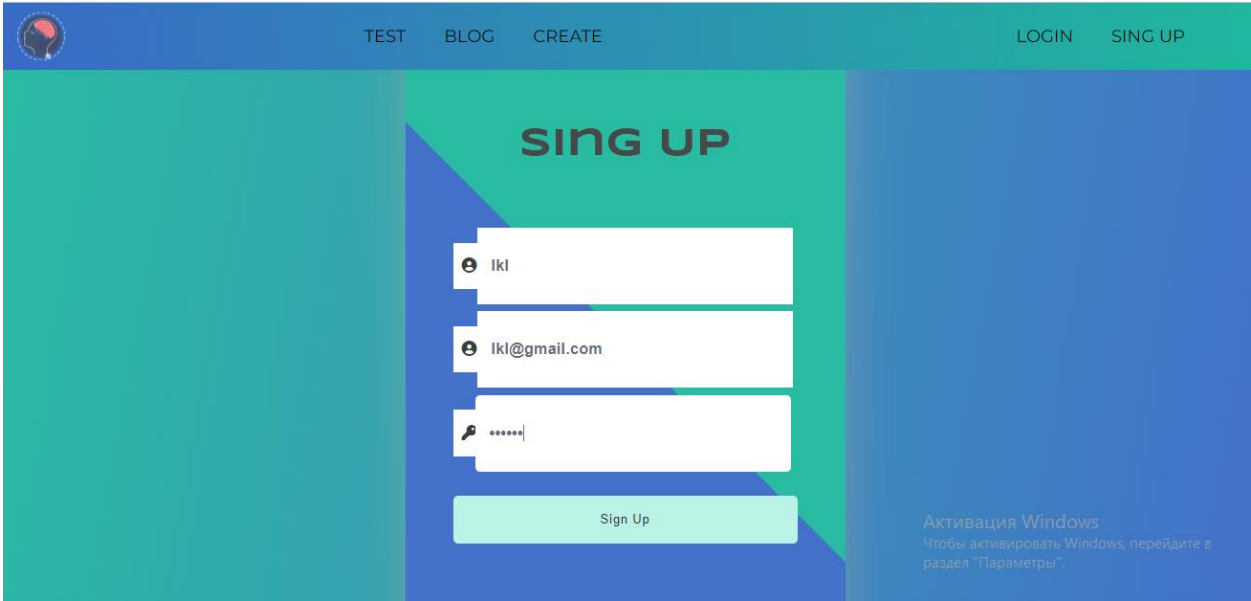 TEST BLOG CREATE LOGIN SING UP
SING UP
lkl
lkl@gmail.com
••••••
Sign Up
Активация Windows
Чтобы активировать Windows, перейдите в
раздел "Параметры".